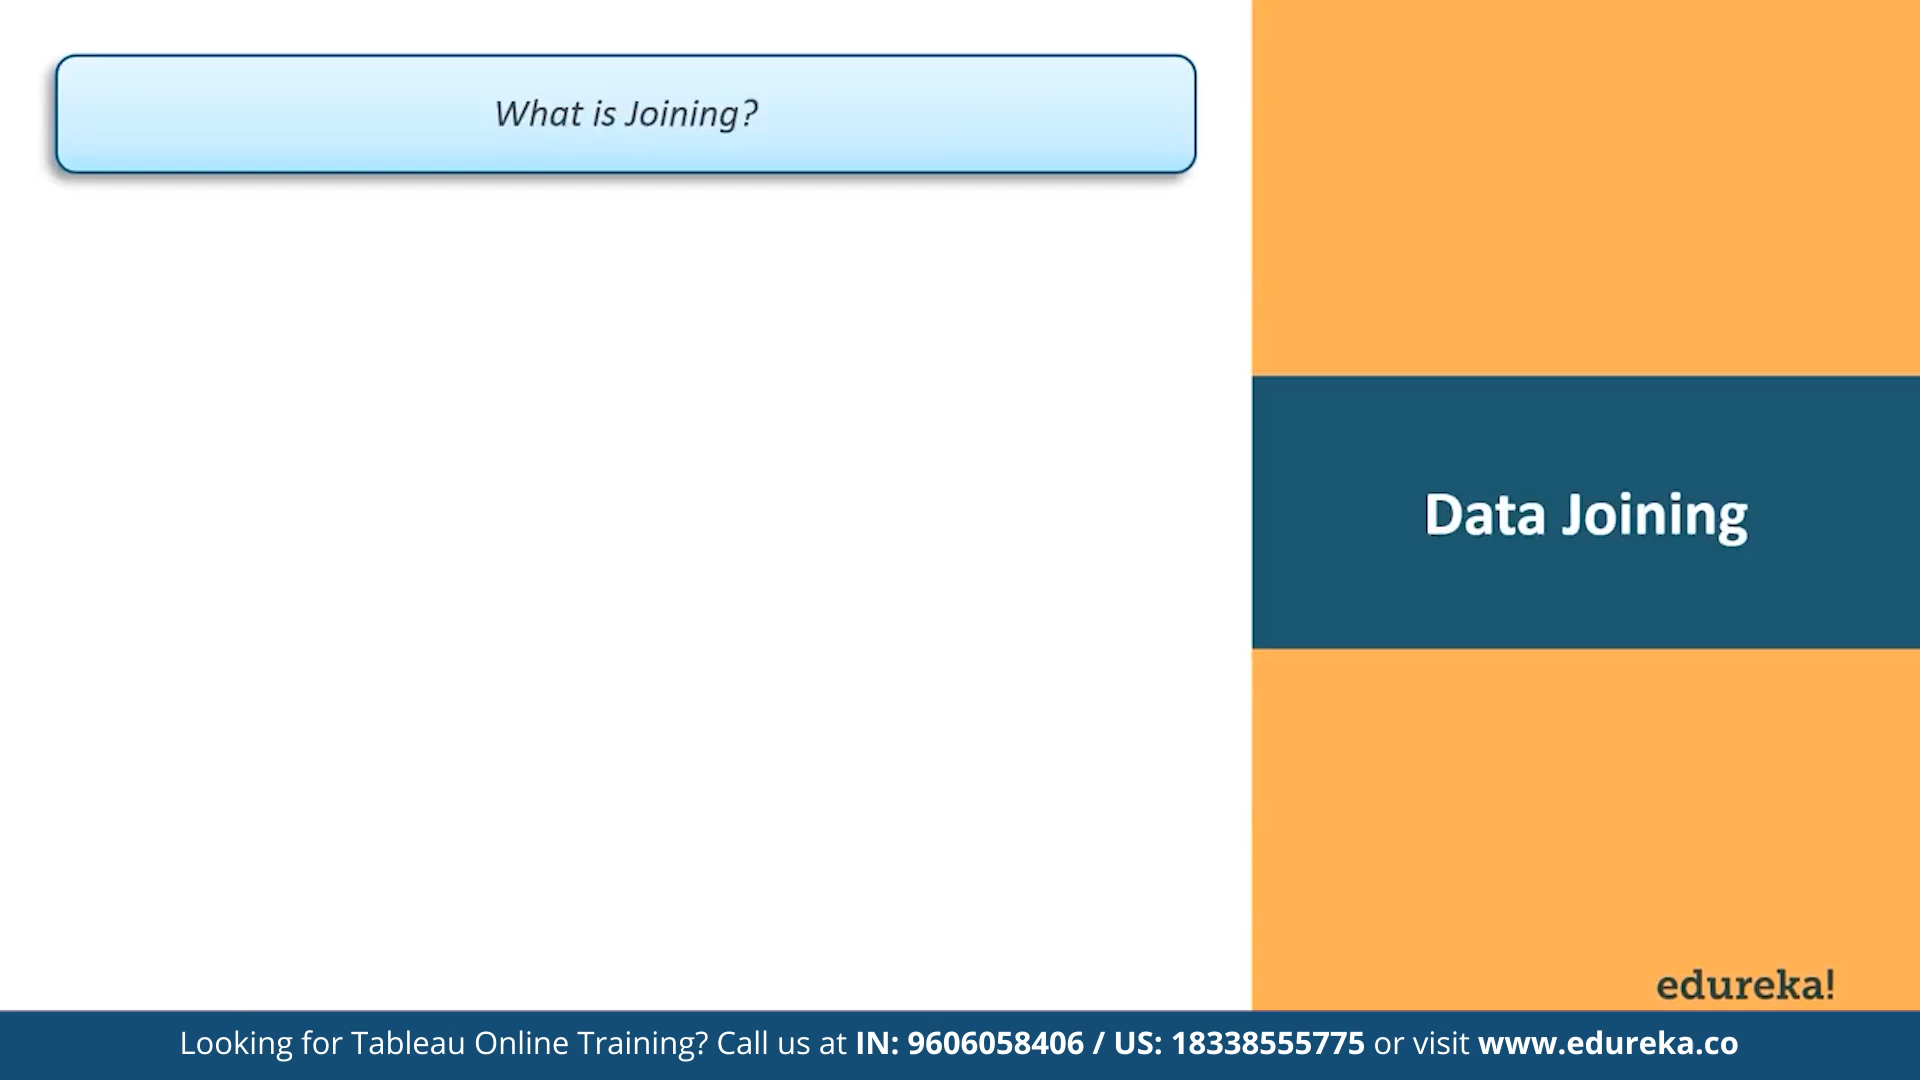 What is Joining?
Data Joining
edureka!
Looking for Tableau Online Training? Call us at IN: 9606058406 / US: 18338555775 or visit www.edureka.co